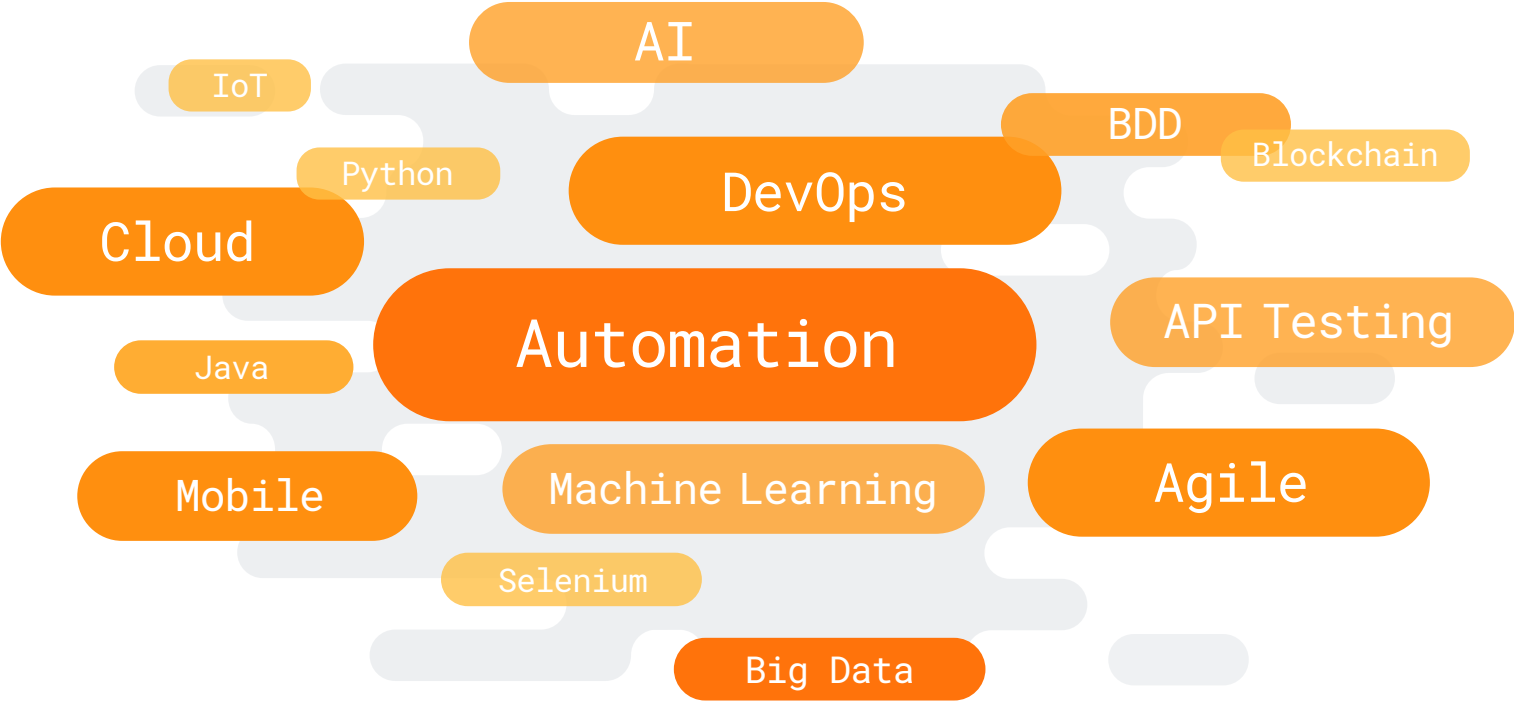 AI
IoT
BDD
Blockchain
Python
DevOps
Cloud
API Testing
Automation
Java
Agile
Machine Learning
Mobile
Selenium
Big Data